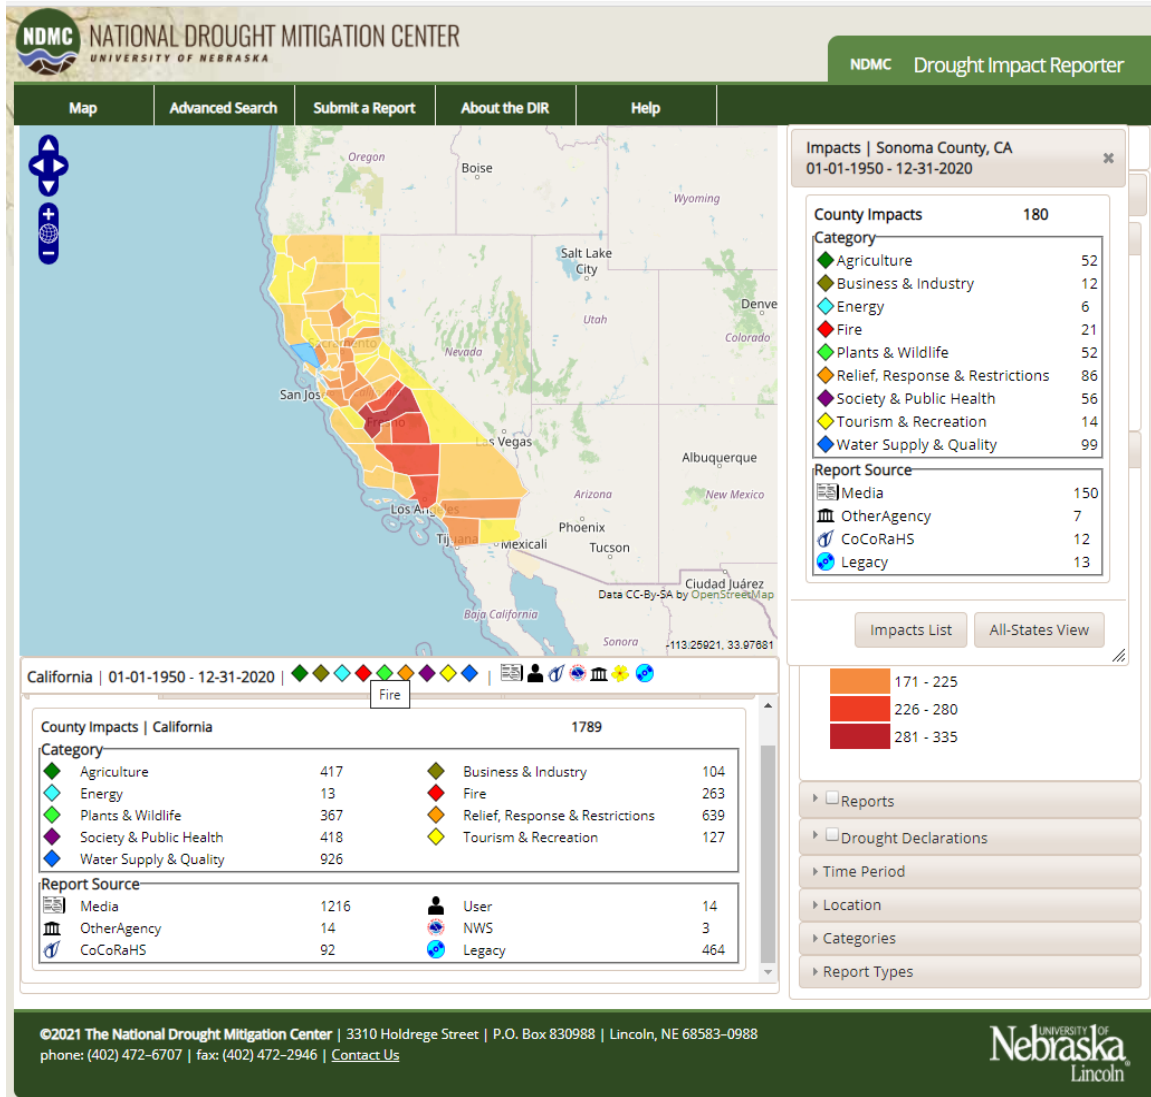 NDMC
NATIONAL DROUGHT MITIGATION CENTER
UNIVERSITY OF NEBRASKA
NDMC Drought Impact Reporter
Map Advanced Search Submit a Report About the DIR Help
Oregon
Boise
Wyoming
Salt Lake
City
Denve
Utah
Colorado
Sacramento
Nevada
San Jos
Fresno
Las Vegas
Albuquerque
Arizona
New Mexico
Los Angeles
Phoenix
Tijuana
Mexicali
Tucson
Ciudad Juárez
Data CC-By-SA by OpenStreetMap
Baja California
Sonora
-113.25921, 33.97681
Impacts | Sonoma County, CA
01-01-1950 - 12-31-2020
County Impacts 180
Category
Agriculture 52
Business & Industry 12
Energy 6
Fire 21
Plants & Wildlife 52
Relief, Response & Restrictions 86
Society & Public Health 56
Tourism & Recreation 14
Water Supply & Quality 99
Report Source
Media 150
OtherAgency 7
CoCoRaHS 12
Legacy 13
Impacts List All-States View
171 - 225
226 - 280
281 - 335
Reports
Drought Declarations
Time Period
Location
Categories
Report Types
California | 01-01-1950 - 12-31-2020 | |
Fire
County Impacts | California 1789
Category
Agriculture 417 Business & Industry 104
Energy 13 Fire 263
Plants & Wildlife 367 Relief, Response & Restrictions 639
Society & Public Health 418 Tourism & Recreation 127
Water Supply & Quality 926
Report Source
Media 1216 User 14
OtherAgency 14 NWS 3
CoCoRaHS 92 Legacy 464
©2021 The National Drought Mitigation Center | 3310 Holdrege Street | P.O. Box 830988 | Lincoln, NE 68583–0988
phone: (402) 472–6707 | fax: (402) 472–2946 | Contact Us
UNIVERSITY OF
Nebraska
Lincoln